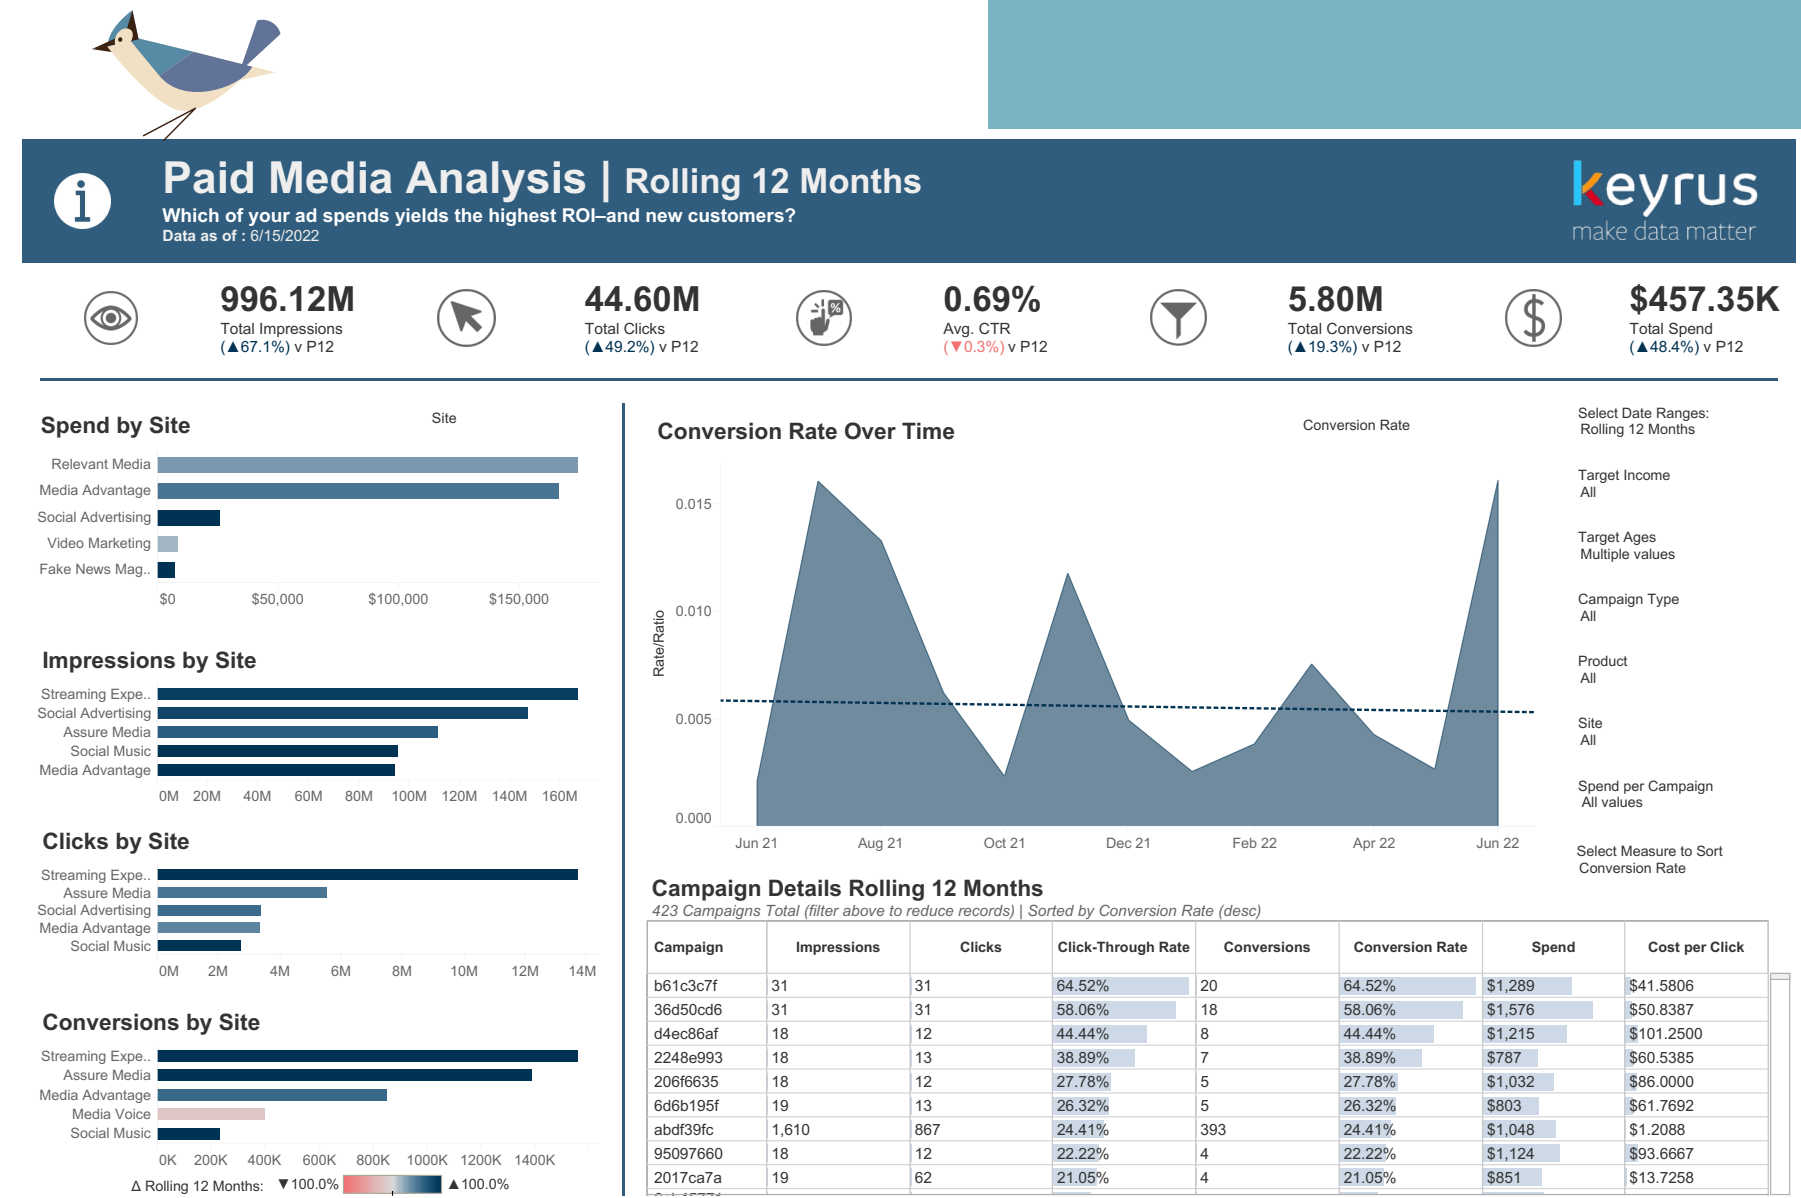 Paid Media Analysis | Rolling 12 Months
Which of your ad spends yields the highest ROI–and new customers?
Data as of : 6/15/2022
keyrus
make data matter
996.12M
Total Impressions
(▲67.1%) v P12
44.60M
Total Clicks
(▲49.2%) v P12
%
0.69%
Avg. CTR
(▼0.3%) v P12
5.80M
Total Conversions
(▲19.3%) v P12
$
$457.35K
Total Spend
(▲48.4%) v P12
Spend by Site
Site
Relevant Media
Media Advantage
Social Advertising
Video Marketing
Fake News Mag..
$0 $50,000 $100,000 $150,000
Impressions by Site
Streaming Expe..
Social Advertising
Assure Media
Social Music
Media Advantage
0M 20M 40M 60M 80M 100M 120M 140M 160M
Clicks by Site
Streaming Expe..
Assure Media
Social Advertising
Media Advantage
Social Music
0M 2M 4M 6M 8M 10M 12M 14M
Conversions by Site
Streaming Expe..
Assure Media
Media Advantage
Media Voice
Social Music
0K 200K 400K 600K 800K 1000K 1200K 1400K
Δ Rolling 12 Months: ▼100.0% ▲100.0%
Conversion Rate Over Time
Conversion Rate
Rate/Ratio
0.015
0.010
0.005
0.000
Jun 21 Aug 21 Oct 21 Dec 21 Feb 22 Apr 22 Jun 22
Select Date Ranges:
Rolling 12 Months
Target Income
All
Target Ages
Multiple values
Campaign Type
All
Product
All
Site
All
Spend per Campaign
All values
Select Measure to Sort
Conversion Rate
Campaign Details Rolling 12 Months
423 Campaigns Total (filter above to reduce records) | Sorted by Conversion Rate (desc)
Campaign Impressions Clicks Click-Through Rate Conversions Conversion Rate Spend Cost per Click
b61c3c7f 31 31 64.52% 20 64.52% $1,289 $41.5806
36d50cd6 31 31 58.06% 18 58.06% $1,576 $50.8387
d4ec86af 18 12 44.44% 8 44.44% $1,215 $101.2500
2248e993 18 13 38.89% 7 38.89% $787 $60.5385
206f6635 18 12 27.78% 5 27.78% $1,032 $86.0000
6d6b195f 19 13 26.32% 5 26.32% $803 $61.7692
abdf39fc 1,610 867 24.41% 393 24.41% $1,048 $1.2088
95097660 18 12 22.22% 4 22.22% $1,124 $93.6667
2017ca7a 19 62 21.05% 4 21.05% $851 $13.7258